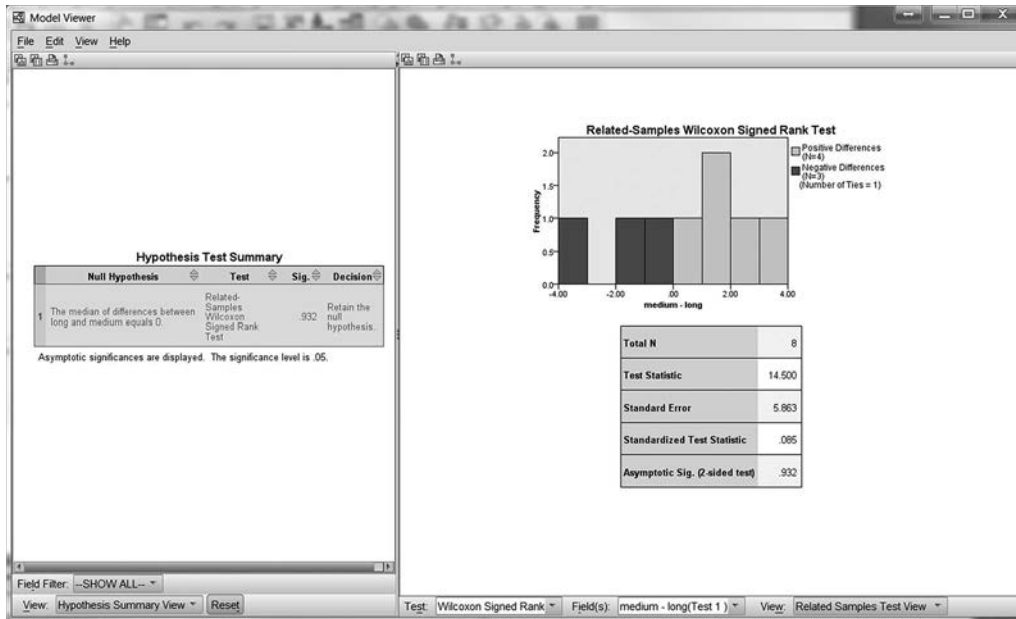 Model Viewer
File Edit View Help
Hypothesis Test Summary
Null Hypothesis Test Sig. Decision
1 The median of differences between long and medium equals 0. Related-Samples Wilcoxon Signed Rank Test .932 Retain the null hypothesis.
Asymptotic significances are displayed. The significance level is .05.
Field Filter: --SHOW ALL--
View: Hypothesis Summary View Reset
Related-Samples Wilcoxon Signed Rank Test
2.0
1.5
1.0
0.5
0.0
Frequency
-4.00 -2.00 .00 2.00 4.00
medium - long
Positive Differences
(N=4)
Negative Differences
(N=3)
(Number of Ties = 1)
Total N 8
Test Statistic 14.500
Standard Error 5.863
Standardized Test Statistic .085
Asymptotic Sig. (2-sided test) .932
Test: Wilcoxon Signed Rank Field(s): medium - long(Test 1 ) View: Related Samples Test View